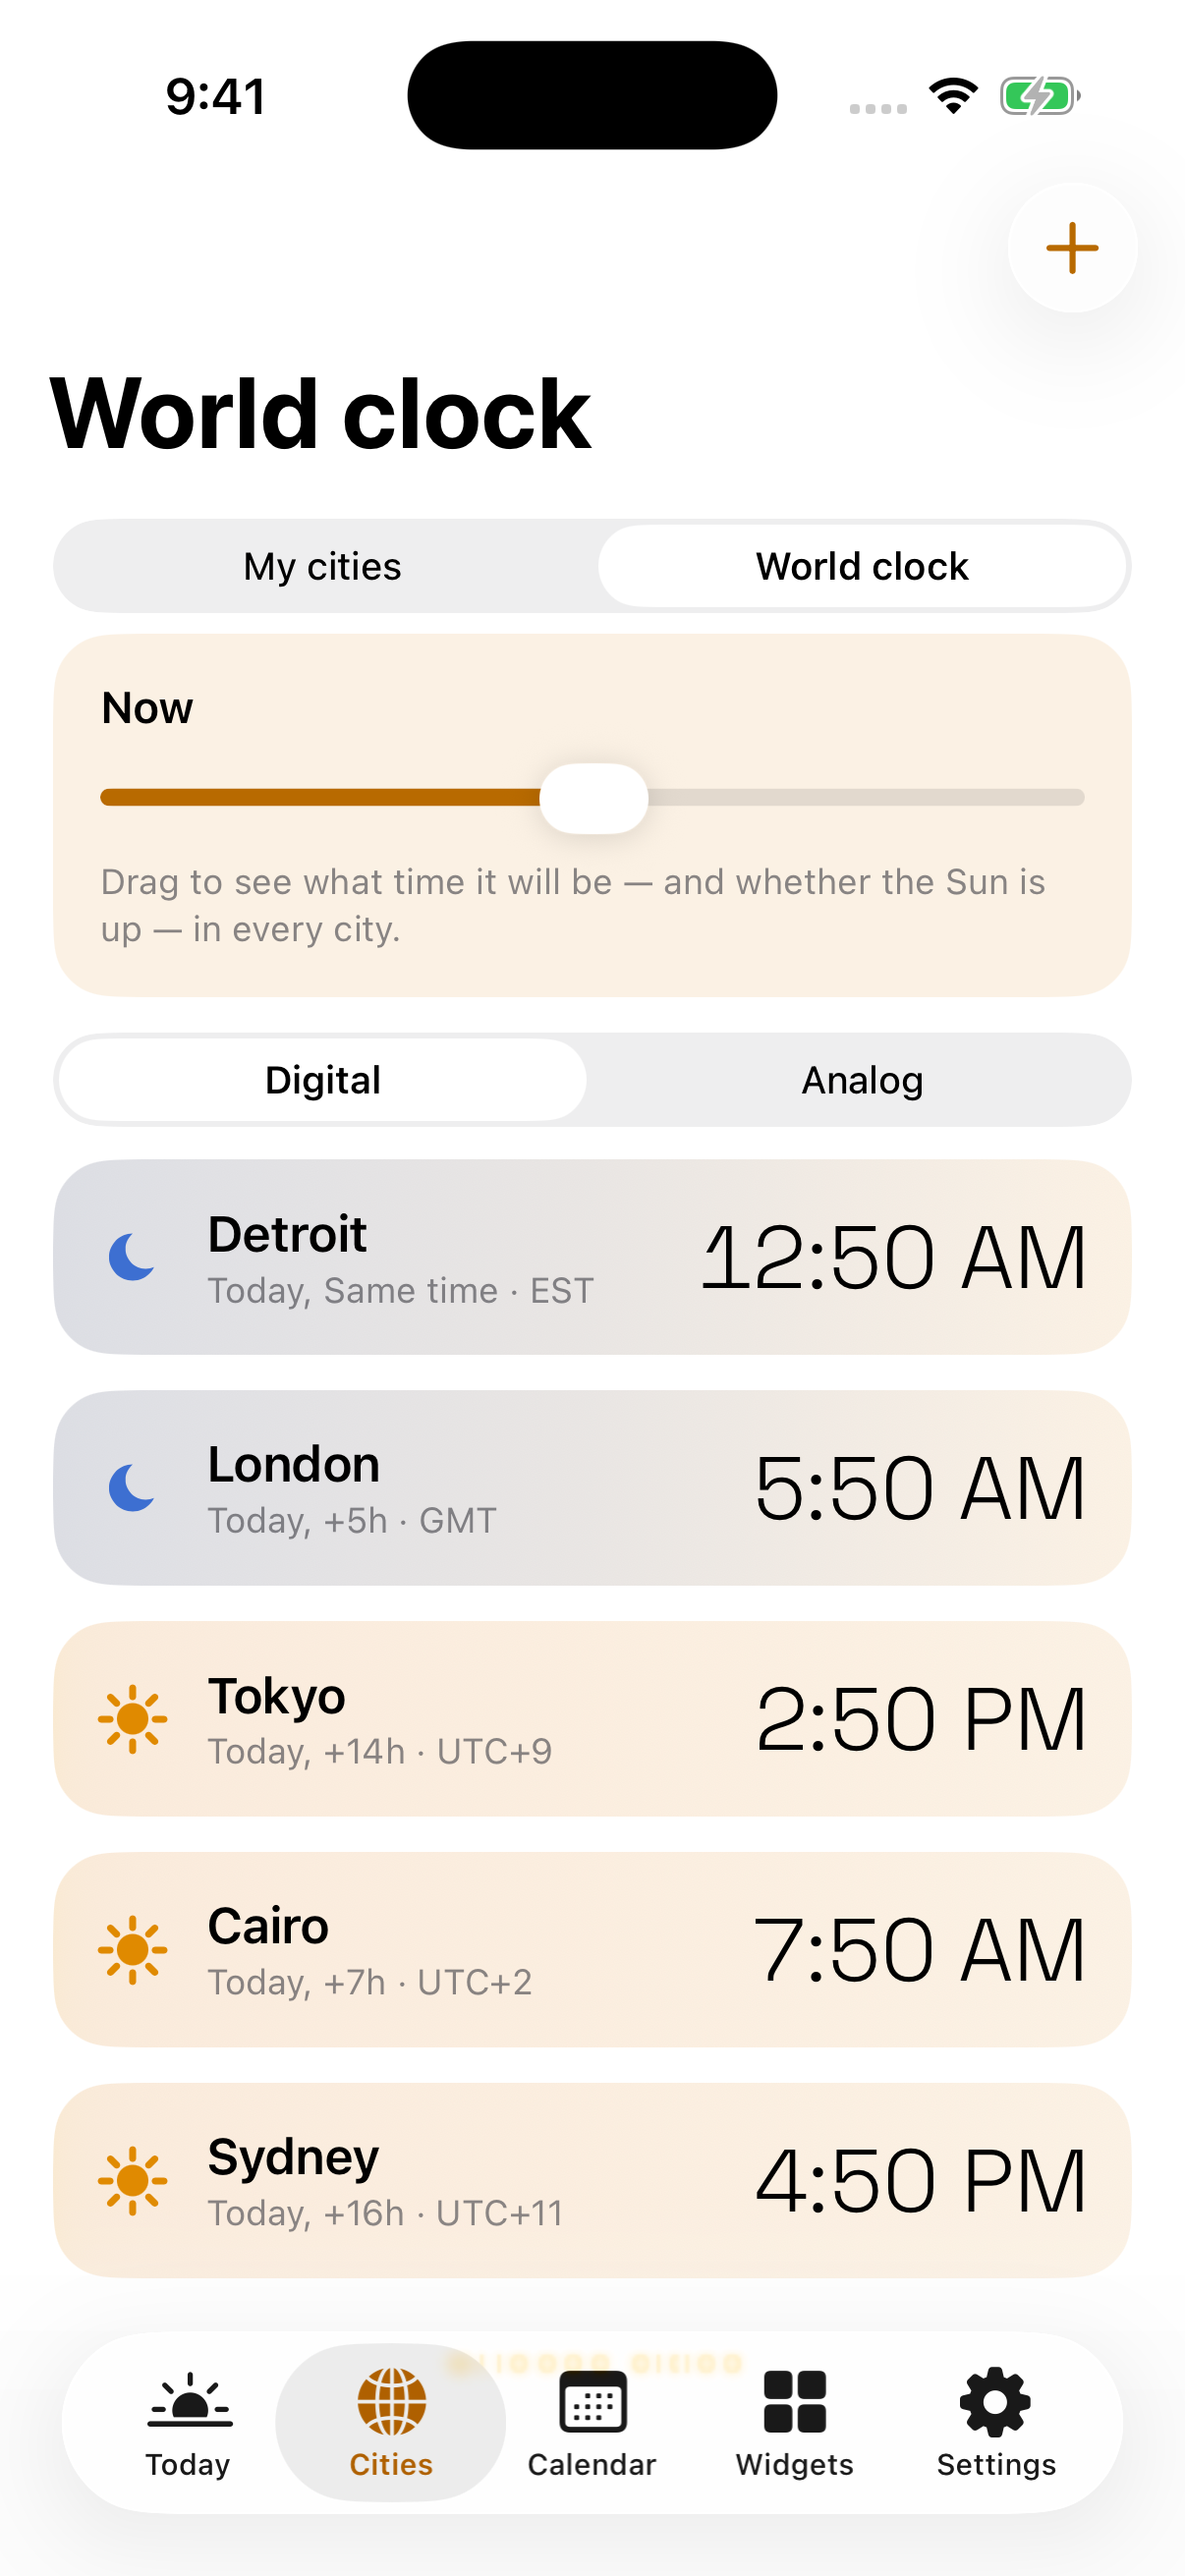 9:41
World clock
My cities
World clock
Now
Drag to see what time it will be — and whether the Sun is
up — in every city.
Digital
Analog
Detroit
Today, Same time · EST
12:50 AM
London
Today, +5h · GMT
5:50 AM
Tokyo
Today, +14h · UTC+9
2:50 PM
Cairo
Today, +7h · UTC+2
7:50 AM
Sydney
Today, +16h · UTC+11
4:50 PM
Today
Cities
Calendar
Widgets
Settings